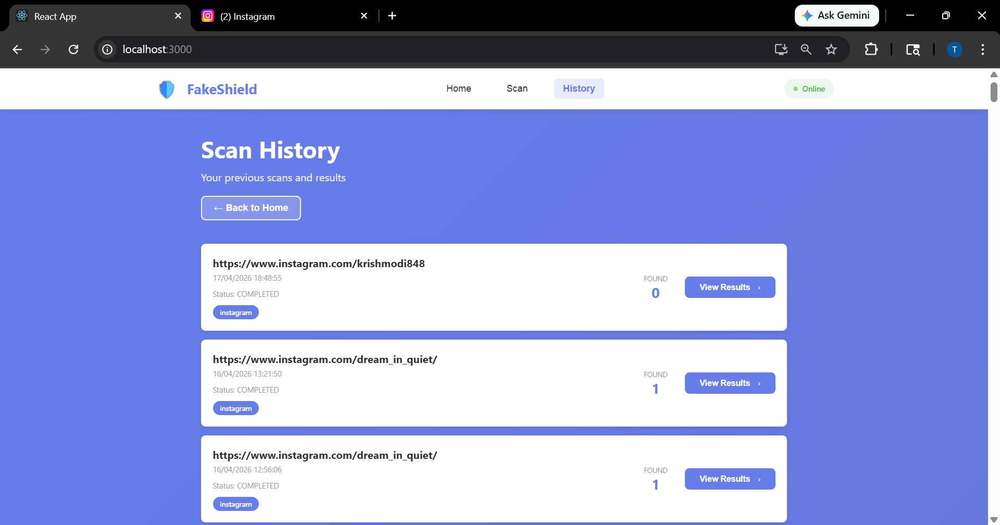 React App
(2) Instagram
Ask Gemini
localhost:3000
T
FakeShield
Home
Scan
History
Online
Scan History
Your previous scans and results
← Back to Home
https://www.instagram.com/krishmodi848
17/04/2026 18:48:55
Status: COMPLETED
instagram
FOUND
0
View Results ›
https://www.instagram.com/dream_in_quiet/
16/04/2026 13:21:50
Status: COMPLETED
instagram
FOUND
1
View Results ›
https://www.instagram.com/dream_in_quiet/
16/04/2026 12:56:06
Status: COMPLETED
instagram
FOUND
1
View Results ›